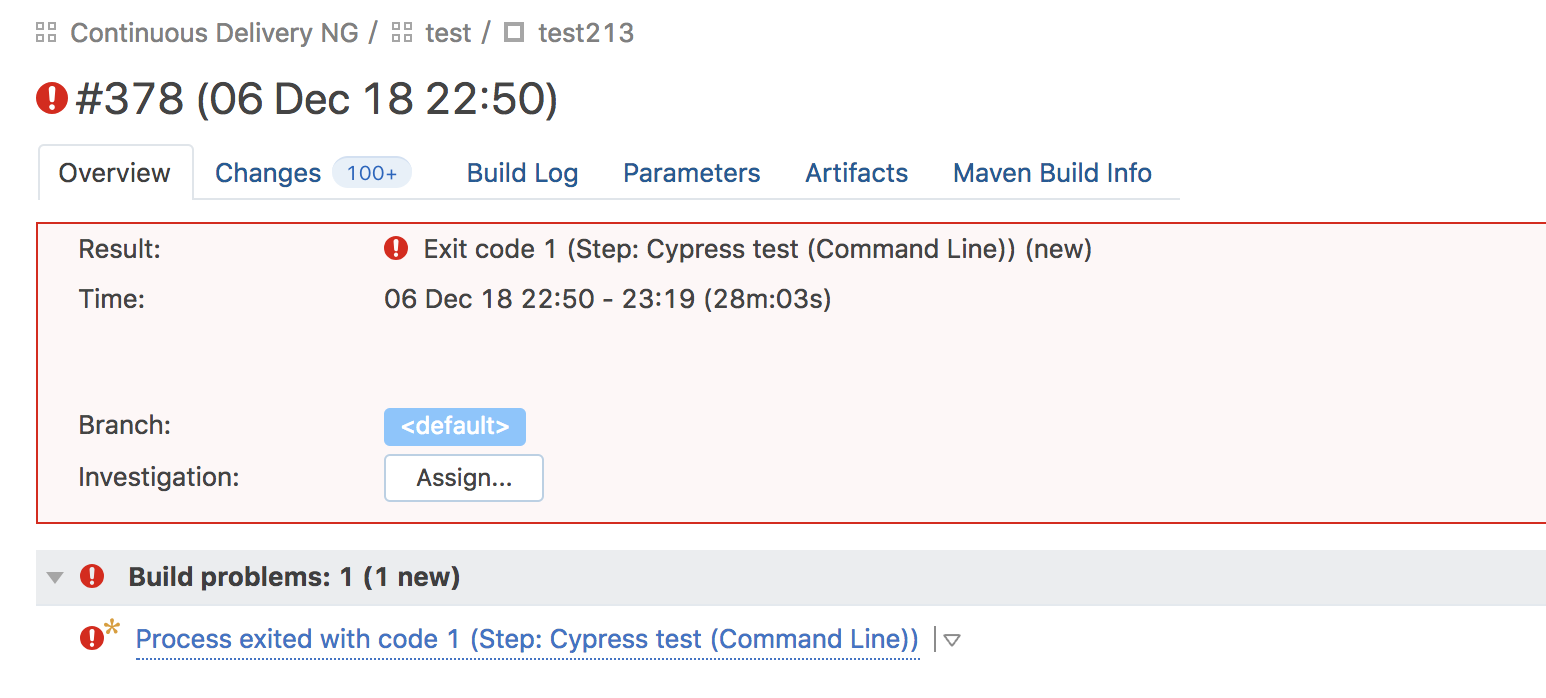 Continuous Delivery NG / test / test213
#378 (06 Dec 18 22:50)
Overview Changes 100+ Build Log Parameters Artifacts Maven Build Info
Result: Exit code 1 (Step: Cypress test (Command Line)) (new)
Time: 06 Dec 18 22:50 - 23:19 (28m:03s)
Branch: <default>
Investigation: Assign...
Build problems: 1 (1 new)
Process exited with code 1 (Step: Cypress test (Command Line))